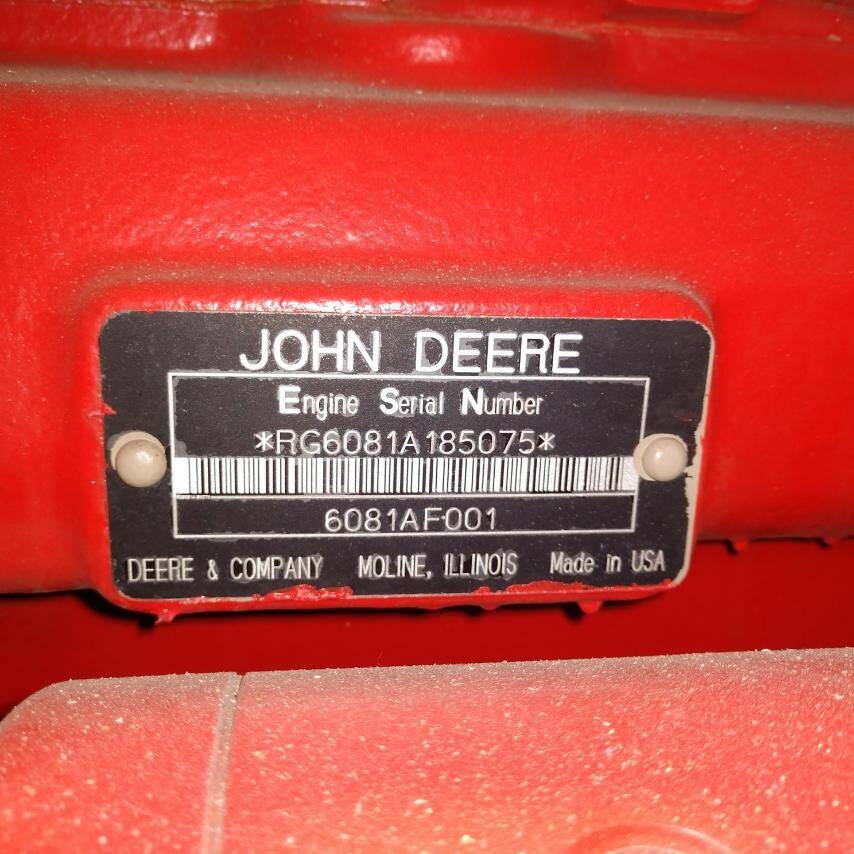 JOHN DEERE
Engine Serial Number
*RG6081A185075*
6081AF001
DEERE & COMPANY MOLINE, ILLINOIS Made in USA